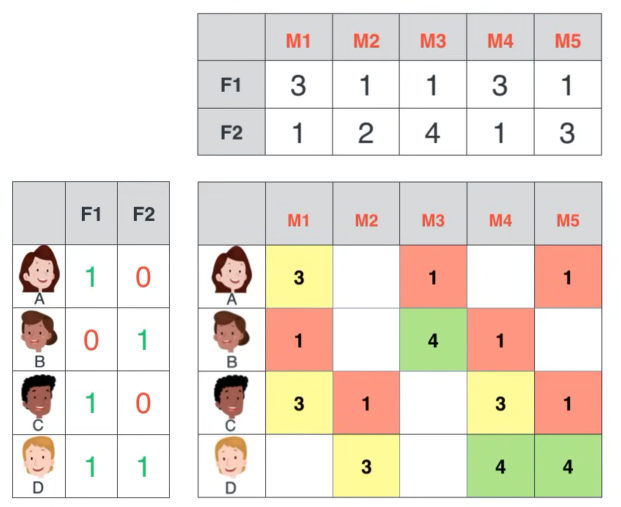 M1 M2 M3 M4 M5
F1 3 1 1 3 1
F2 1 2 4 1 3
F1 F2
A 1 0
B 0 1
C 1 0
D 1 1
M1 M2 M3 M4 M5
A 3 1 1
B 1 4 1
C 3 1 3 1
D 3 4 4